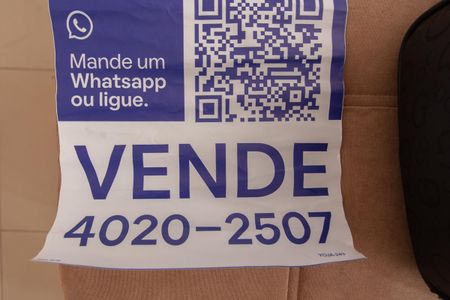 Mande um
Whatsapp
ou ligue.
VENDE
4020-2507